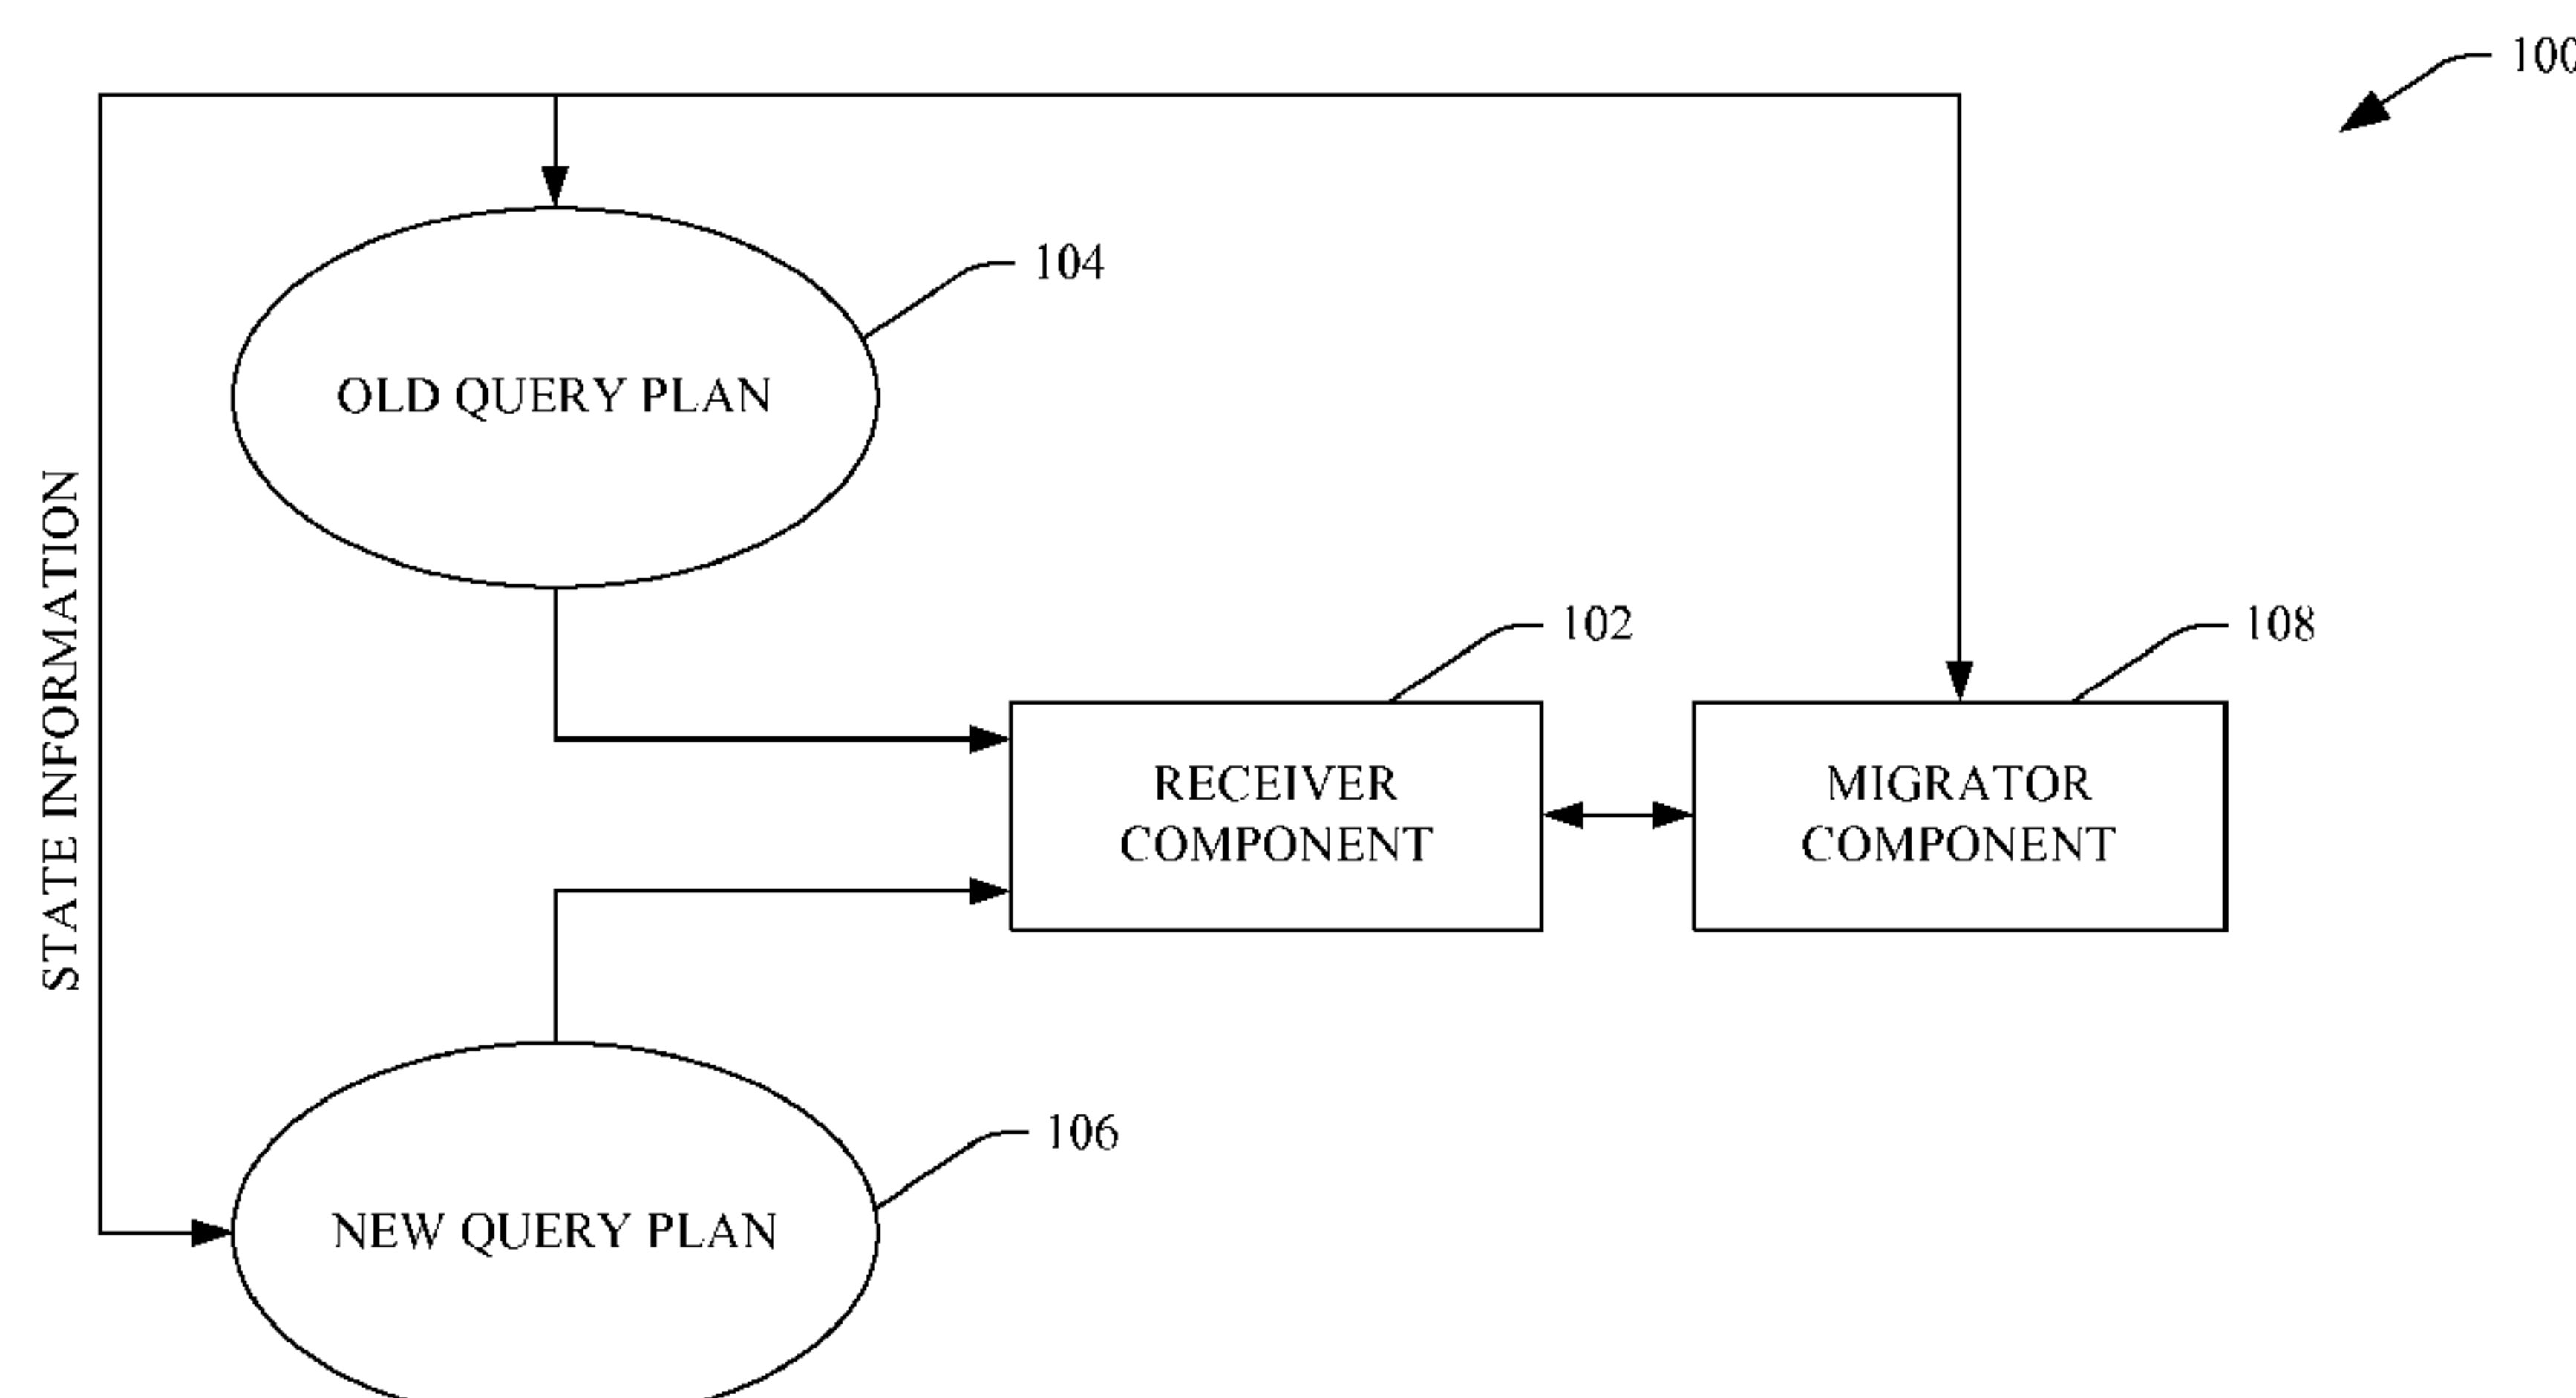 100
104
OLD QUERY PLAN
STATE INFORMATION
102
108
RECEIVER
COMPONENT
MIGRATOR
COMPONENT
106
NEW QUERY PLAN